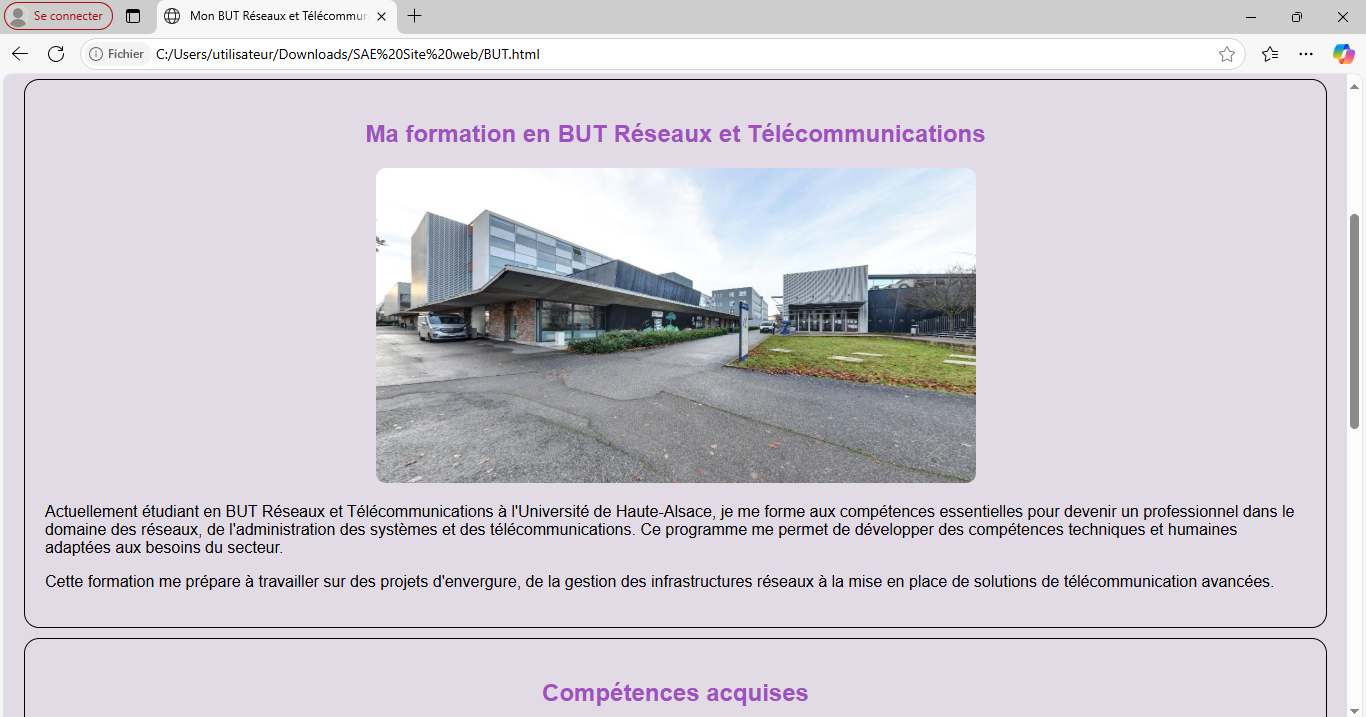 Se connecter
Mon BUT Réseaux et Télécommun
Fichier
C:/Users/utilisateur/Downloads/SAE%20Site%20web/BUT.html
Ma formation en BUT Réseaux et Télécommunications
Actuellement étudiant en BUT Réseaux et Télécommunications à l'Université de Haute-Alsace, je me forme aux compétences essentielles pour devenir un professionnel dans le
domaine des réseaux, de l'administration des systèmes et des télécommunications. Ce programme me permet de développer des compétences techniques et humaines
adaptées aux besoins du secteur.
Cette formation me prépare à travailler sur des projets d'envergure, de la gestion des infrastructures réseaux à la mise en place de solutions de télécommunication avancées.
Compétences acquises